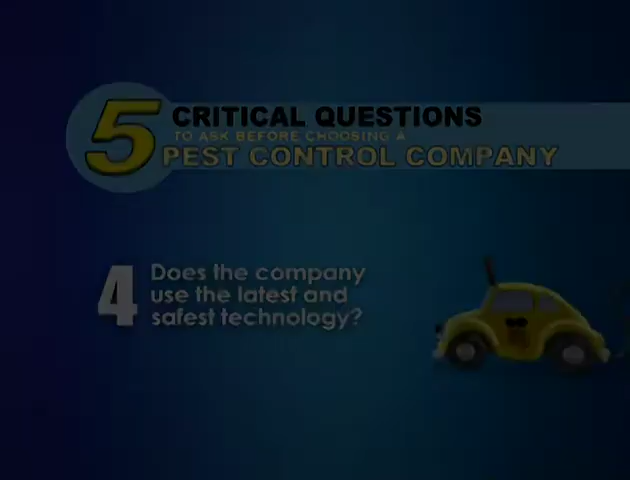 5 CRITICAL QUESTIONS
TO ASK BEFORE CHOOSING A
PEST CONTROL COMPANY
4 Does the company
use the latest and
safest technology?